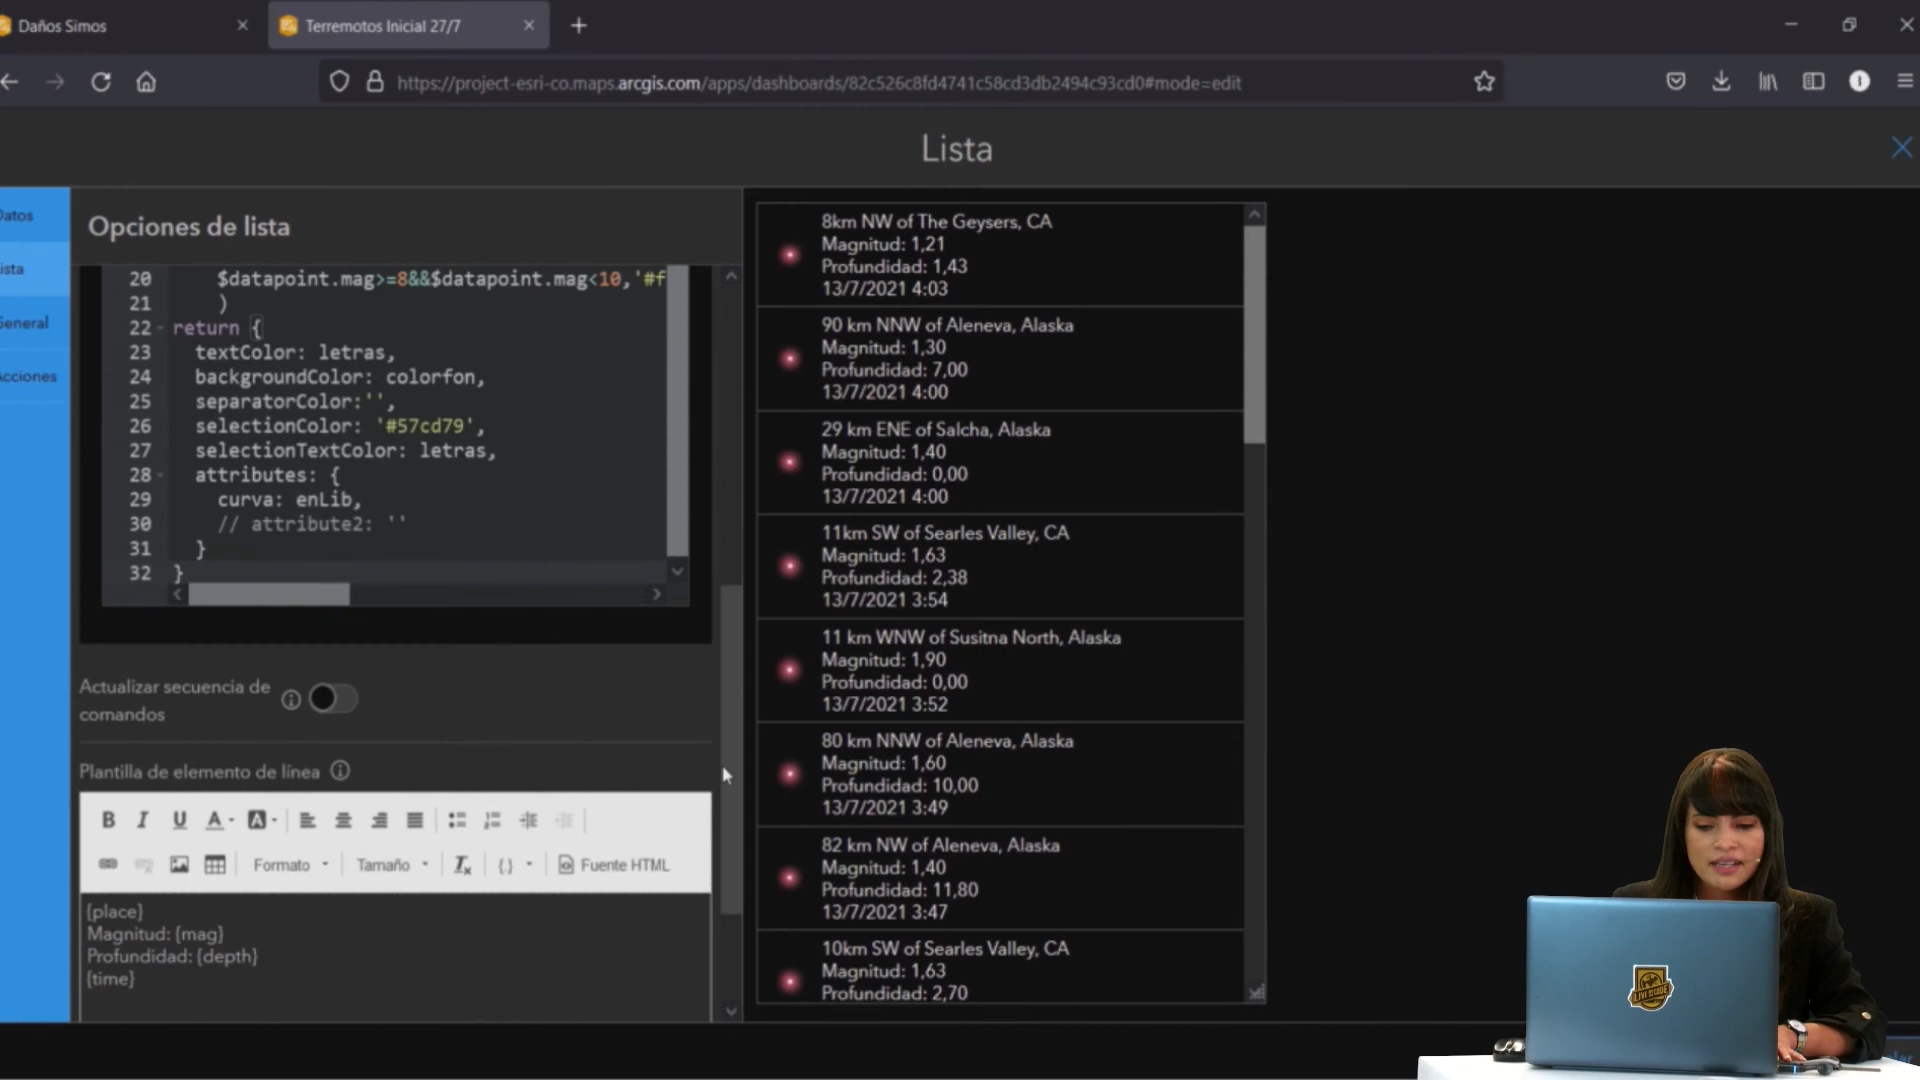 Daños Simos
Terremotos Inicial 27/7
https://project-esri-co.maps.arcgis.com/apps/dashboards/82c526c8fd4741c58cd3db2494c93cd0#mode=edit
Lista
Datos
Lista
General
Acciones
Opciones de lista
20 $datapoint.mag>=8&&$datapoint.mag<10,'#f
21 )
22 return {
23 textColor: letras,
24 backgroundColor: colorfon,
25 separatorColor:'',
26 selectionColor: '#57cd79',
27 selectionTextColor: letras,
28 attributes: {
29 curva: enLib,
30 // attribute2: ''
31 }
32 }
Actualizar secuencia de
comandos
Plantilla de elemento de línea
Formato
Tamaño
Fuente HTML
{place}
Magnitud: {mag}
Profundidad: {depth}
{time}
8km NW of The Geysers, CA
Magnitud: 1,21
Profundidad: 1,43
13/7/2021 4:03
90 km NNW of Aleneva, Alaska
Magnitud: 1,30
Profundidad: 7,00
13/7/2021 4:00
29 km ENE of Salcha, Alaska
Magnitud: 1,40
Profundidad: 0,00
13/7/2021 4:00
11km SW of Searles Valley, CA
Magnitud: 1,63
Profundidad: 2,38
13/7/2021 3:54
11 km WNW of Susitna North, Alaska
Magnitud: 1,90
Profundidad: 0,00
13/7/2021 3:52
80 km NNW of Aleneva, Alaska
Magnitud: 1,60
Profundidad: 10,00
13/7/2021 3:49
82 km NW of Aleneva, Alaska
Magnitud: 1,40
Profundidad: 11,80
13/7/2021 3:47
10km SW of Searles Valley, CA
Magnitud: 1,63
Profundidad: 2,70